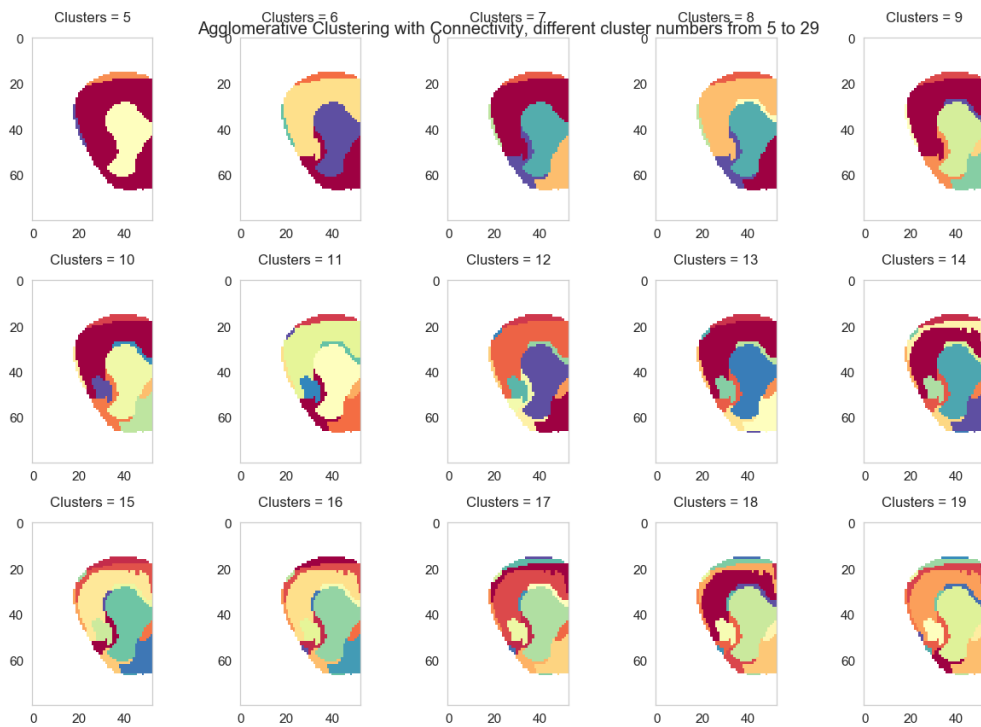 Clusters = 5 Clusters = 6 Clusters = 7 Clusters = 8 Clusters = 9
Agglomerative Clustering with Connectivity, different cluster numbers from 5 to 29
0 0 0 0 0
20 20 20 20 20
40 40 40 40 40
60 60 60 60 60
0 20 40 0 20 40 0 20 40 0 20 40 0 20 40
Clusters = 10 Clusters = 11 Clusters = 12 Clusters = 13 Clusters = 14
0 0 0 0 0
20 20 20 20 20
40 40 40 40 40
60 60 60 60 60
0 20 40 0 20 40 0 20 40 0 20 40 0 20 40
Clusters = 15 Clusters = 16 Clusters = 17 Clusters = 18 Clusters = 19
0 0 0 0 0
20 20 20 20 20
40 40 40 40 40
60 60 60 60 60
0 20 40 0 20 40 0 20 40 0 20 40 0 20 40